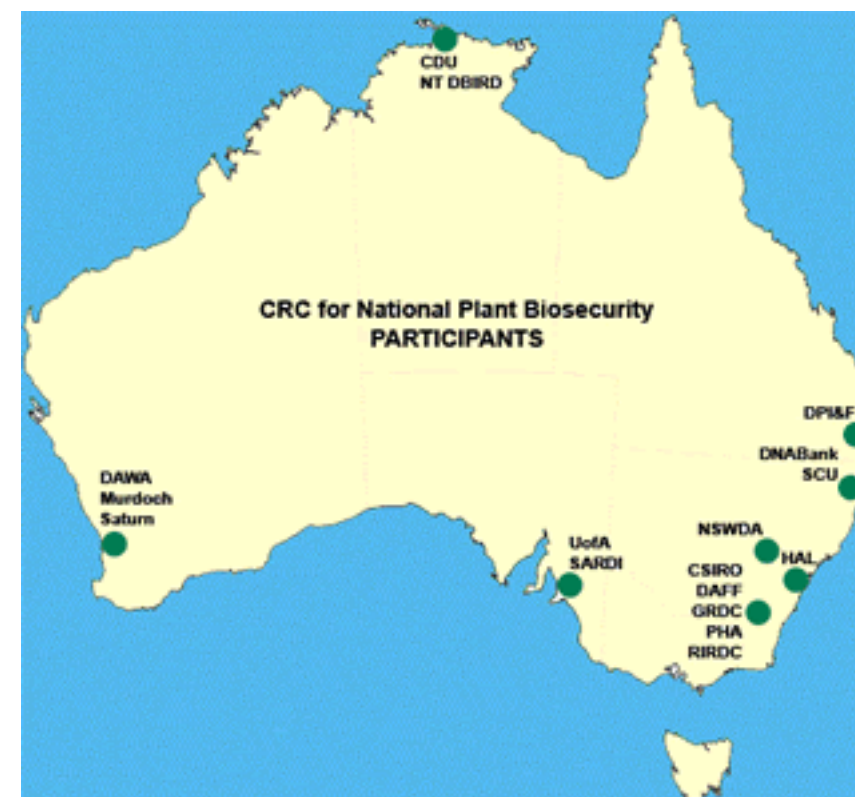 CDU
NT DBIRD
CRC for National Plant Biosecurity
PARTICIPANTS
DPI&F
DNABank
SCU
DAWA
Murdoch
Saturn
NSWDA
UofA
SARDI
HAL
CSIRO
DAFF
GRDC
PHA
RIRDC